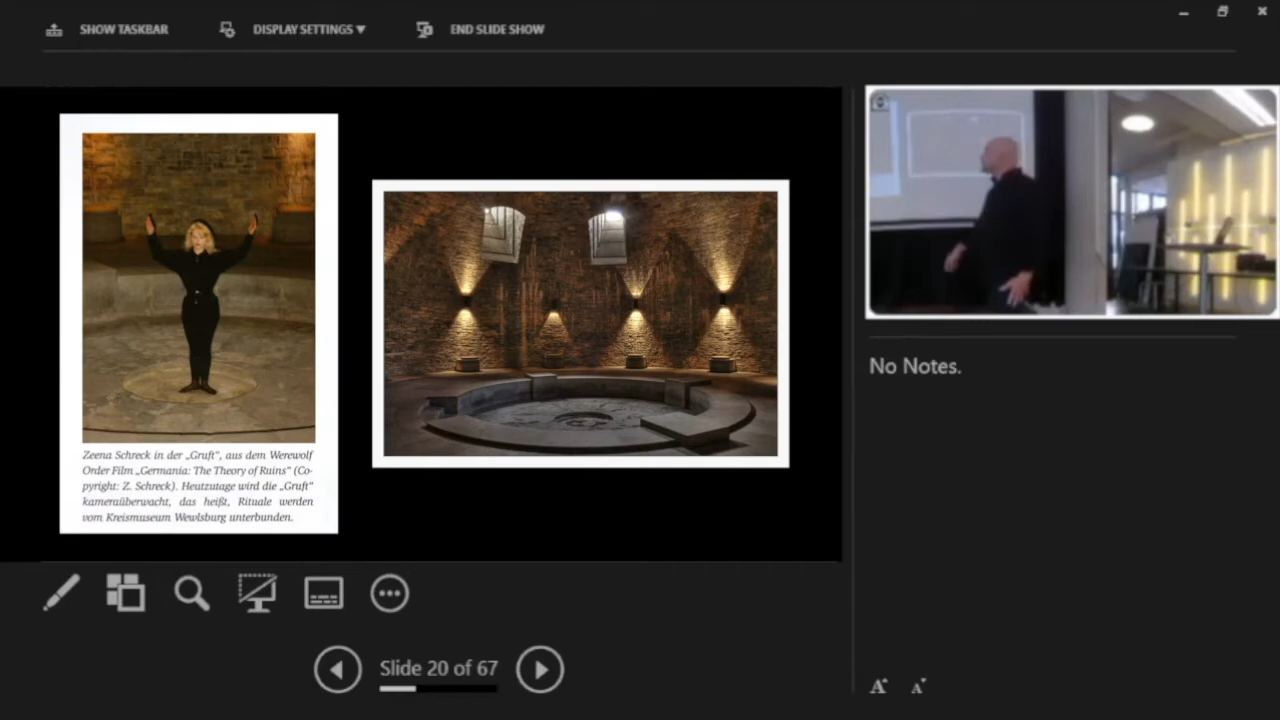 SHOW TASKBAR
DISPLAY SETTINGS ▼
END SLIDE SHOW
Zeena Schreck in der „Gruft", aus dem Werewolf
Order Film „Germania: The Theory of Ruins" (Co-
pyright: Z. Schreck). Heutzutage wird die „Gruft"
kameraüberwacht, das heißt, Rituale werden
vom Kreismuseum Wewlsburg unterbunden.
No Notes.
Slide 20 of 67
A A